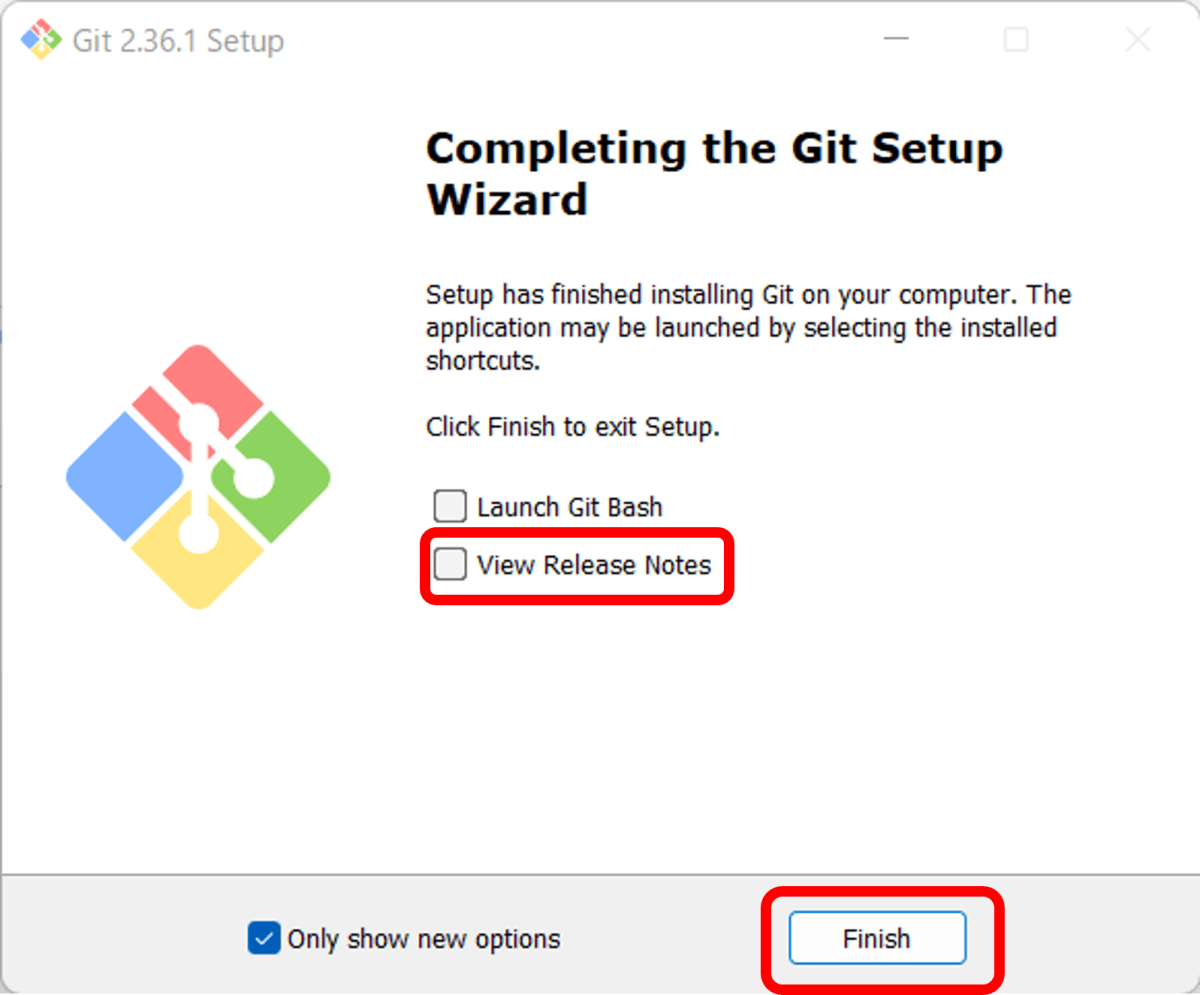 Git 2.36.1 Setup
Completing the Git Setup
Wizard
Setup has finished installing Git on your computer. The
application may be launched by selecting the installed
shortcuts.
Click Finish to exit Setup.
Launch Git Bash
View Release Notes
Only show new options
Finish